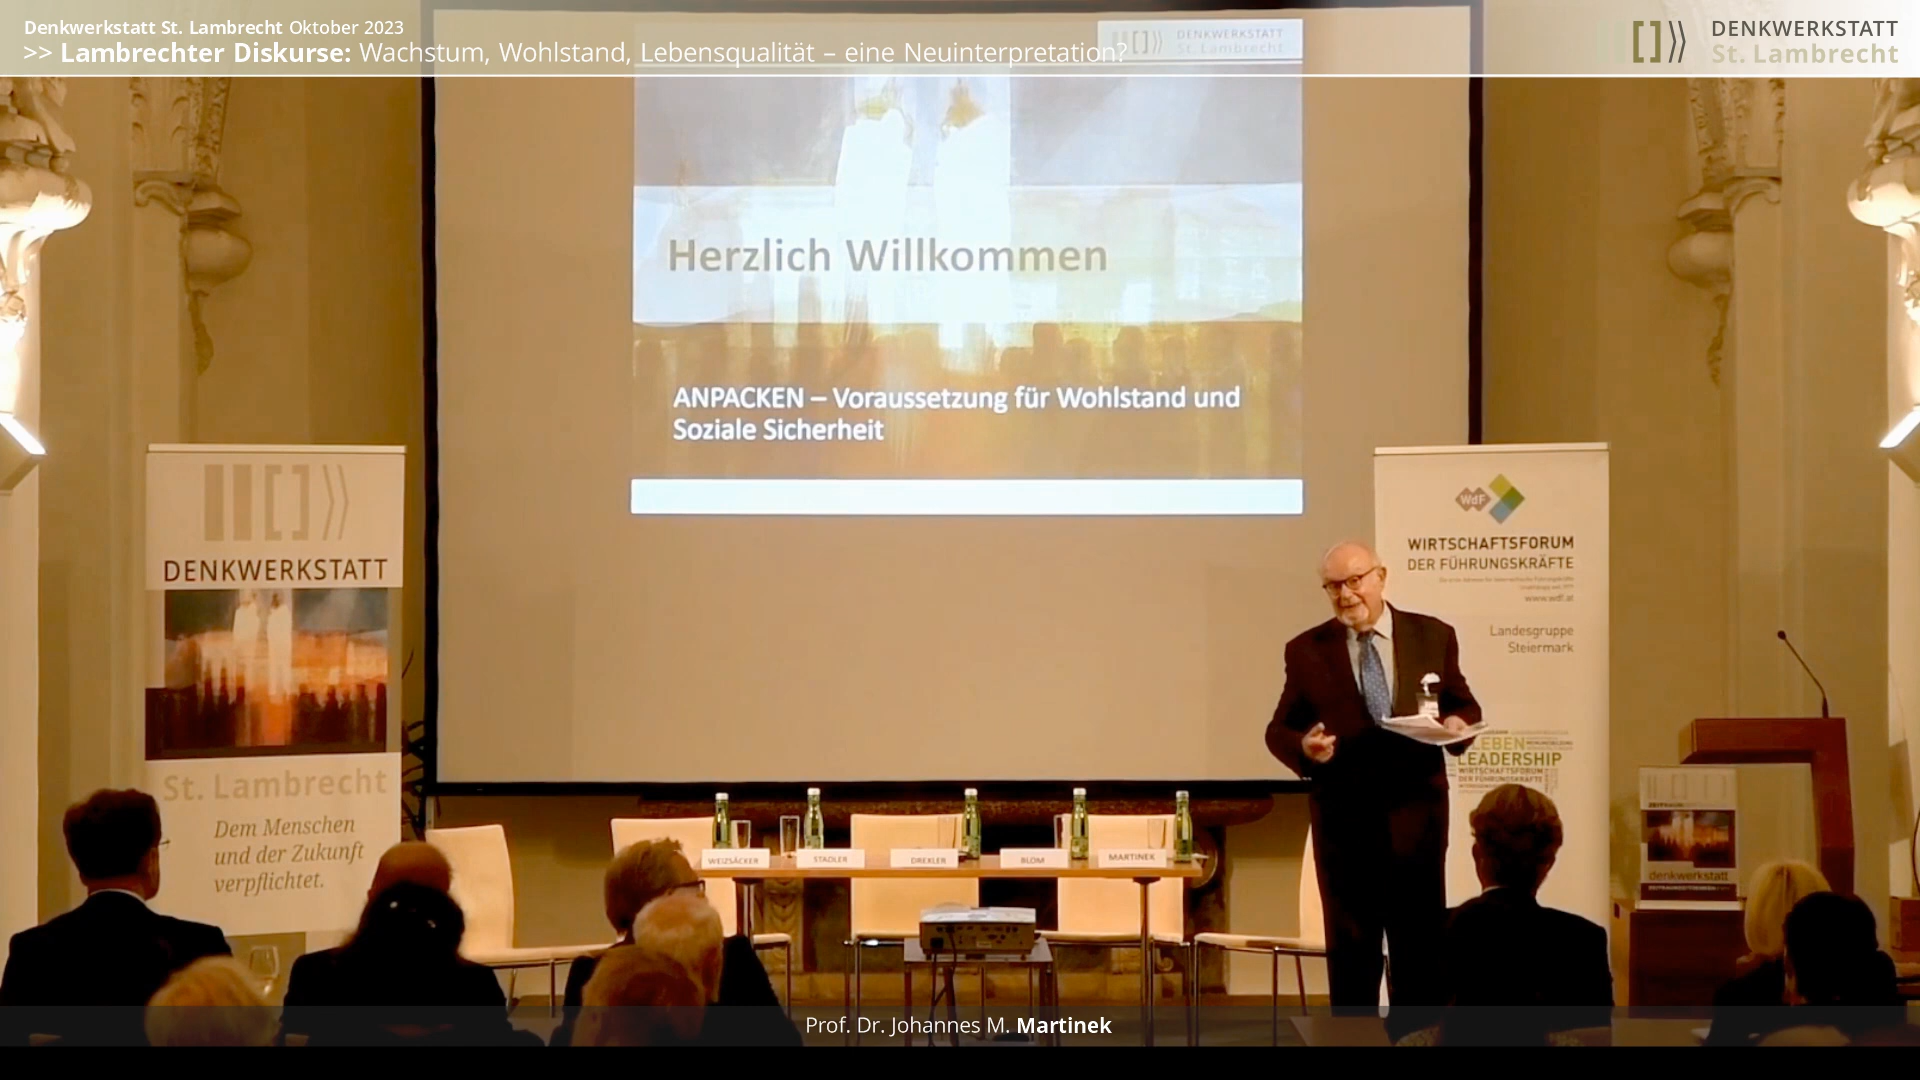 Denkwerkstatt St. Lambrecht Oktober 2023
>> Lambrechter Diskurse: Wachstum, Wohlstand, Lebensqualität – eine Neuinterpretation?
DENKWERKSTATT
St. Lambrecht
DENKWERKSTATT
St. Lambrecht
Herzlich Willkommen
ANPACKEN – Voraussetzung für Wohlstand und
Soziale Sicherheit
DENKWERKSTATT
St. Lambrecht
Dem Menschen
und der Zukunft
verpflichtet.
WdF
WIRTSCHAFTSFORUM
DER FÜHRUNGSKRÄFTE
www.wdf.at
Landesgruppe
Steiermark
LEBEN
LEADERSHIP
WIRTSCHAFTSFORUM
DER FÜHRUNGSKRÄFTE
WEIZSÄCKER
STADLER
DREXLER
BLOM
MARTINEK
denkwerkstatt
Prof. Dr. Johannes M. Martinek